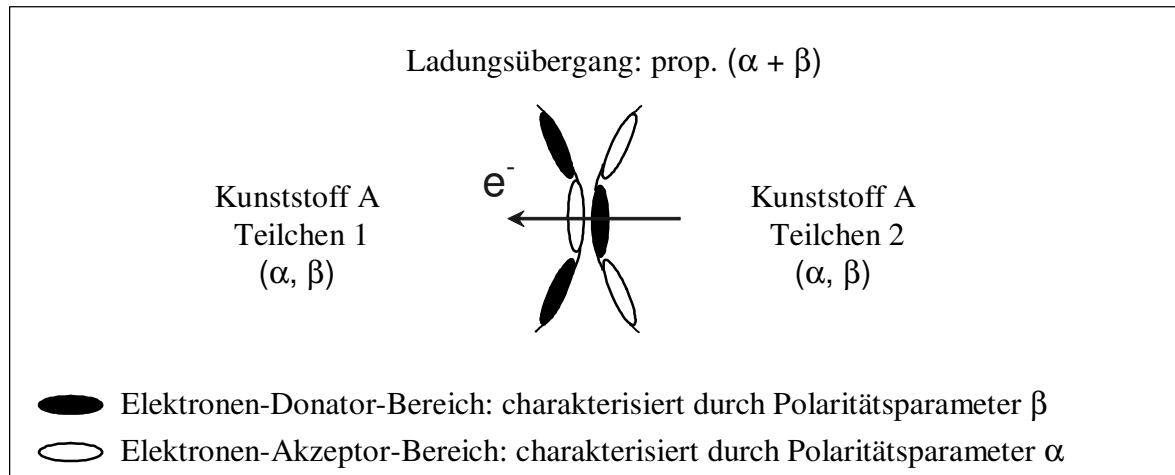 Ladungsübergang: prop. (α + β)
e⁻
Kunststoff A
Teilchen 1
(α, β)
Kunststoff A
Teilchen 2
(α, β)
Elektronen-Donator-Bereich: charakterisiert durch Polaritätsparameter β
Elektronen-Akzeptor-Bereich: charakterisiert durch Polaritätsparameter α